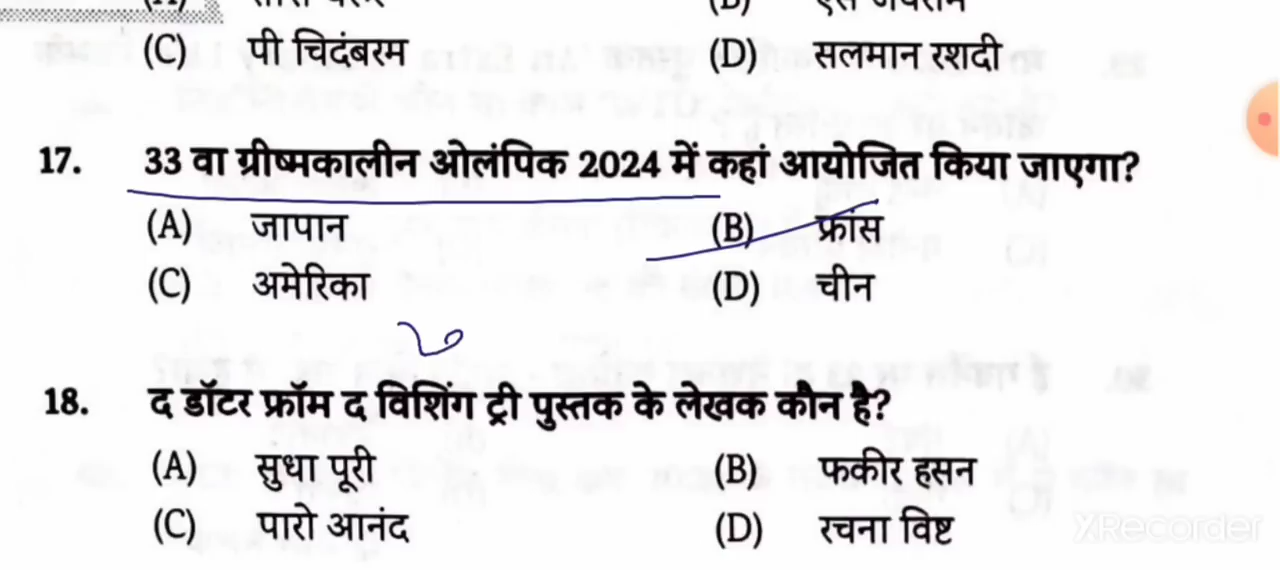 (C) पी चिदंबरम (D) सलमान रशदी
17. 33 वा ग्रीष्मकालीन ओलंपिक 2024 में कहां आयोजित किया जाएगा?
(A) जापान (B) फ्रांस
(C) अमेरिका (D) चीन
18. द डॉटर फ्रॉम द विशिंग ट्री पुस्तक के लेखक कौन है?
(A) सुधा पूरी (B) फकीर हसन
(C) पारो आनंद (D) रचना विष्ट
XRecorder